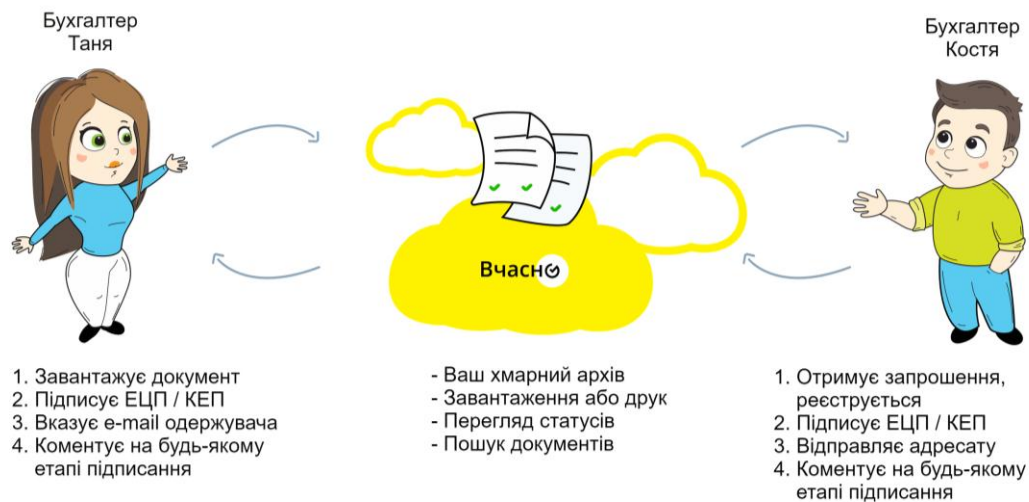 Бухгалтер
Таня
Бухгалтер
Костя
Вчасно
1. Завантажує документ
2. Підписує ЕЦП / КЕП
3. Вказує e-mail одержувача
4. Коментує на будь-якому
етапі підписання
- Ваш хмарний архів
- Завантаження або друк
- Перегляд статусів
- Пошук документів
1. Отримує запрошення,
реєструється
2. Підписує ЕЦП / КЕП
3. Відправляє адресату
4. Коментує на будь-якому
етапі підписання